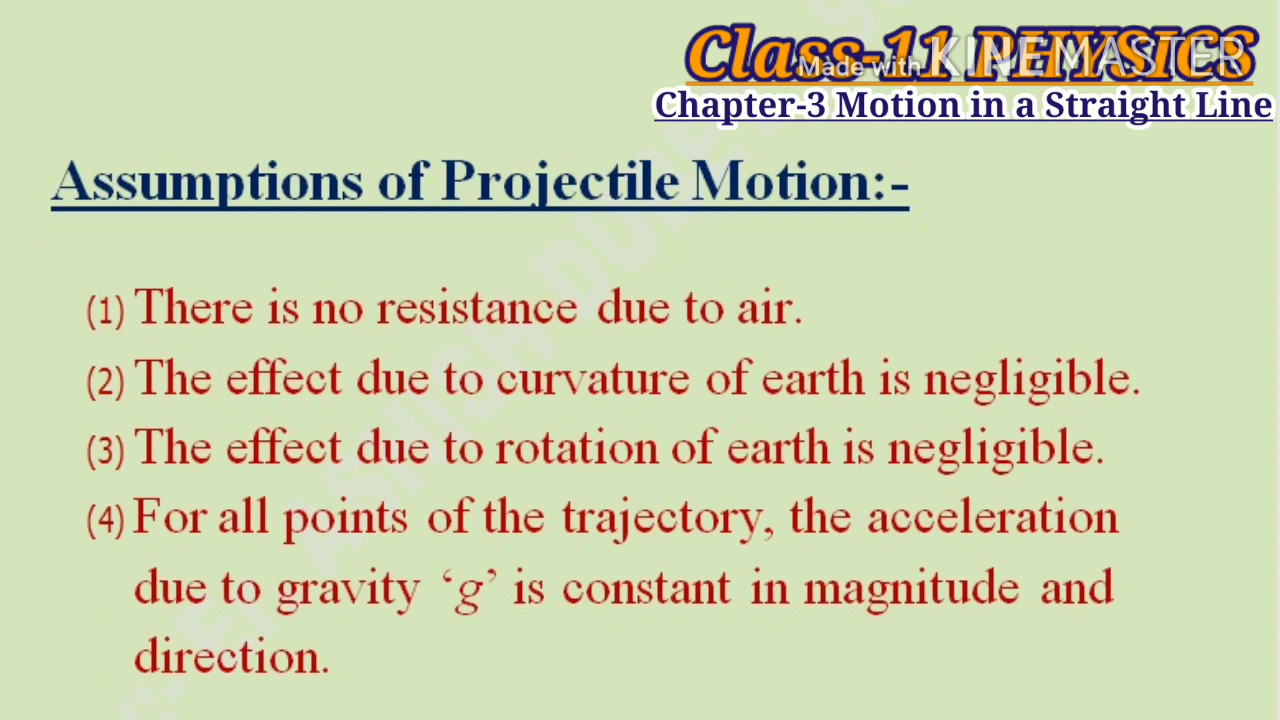 Class-11 PHYSICS
Made with KINEMASTER
Chapter-3 Motion in a Straight Line
Assumptions of Projectile Motion:-
(1) There is no resistance due to air.
(2) The effect due to curvature of earth is negligible.
(3) The effect due to rotation of earth is negligible.
(4) For all points of the trajectory, the acceleration
due to gravity ‘g’ is constant in magnitude and
direction.